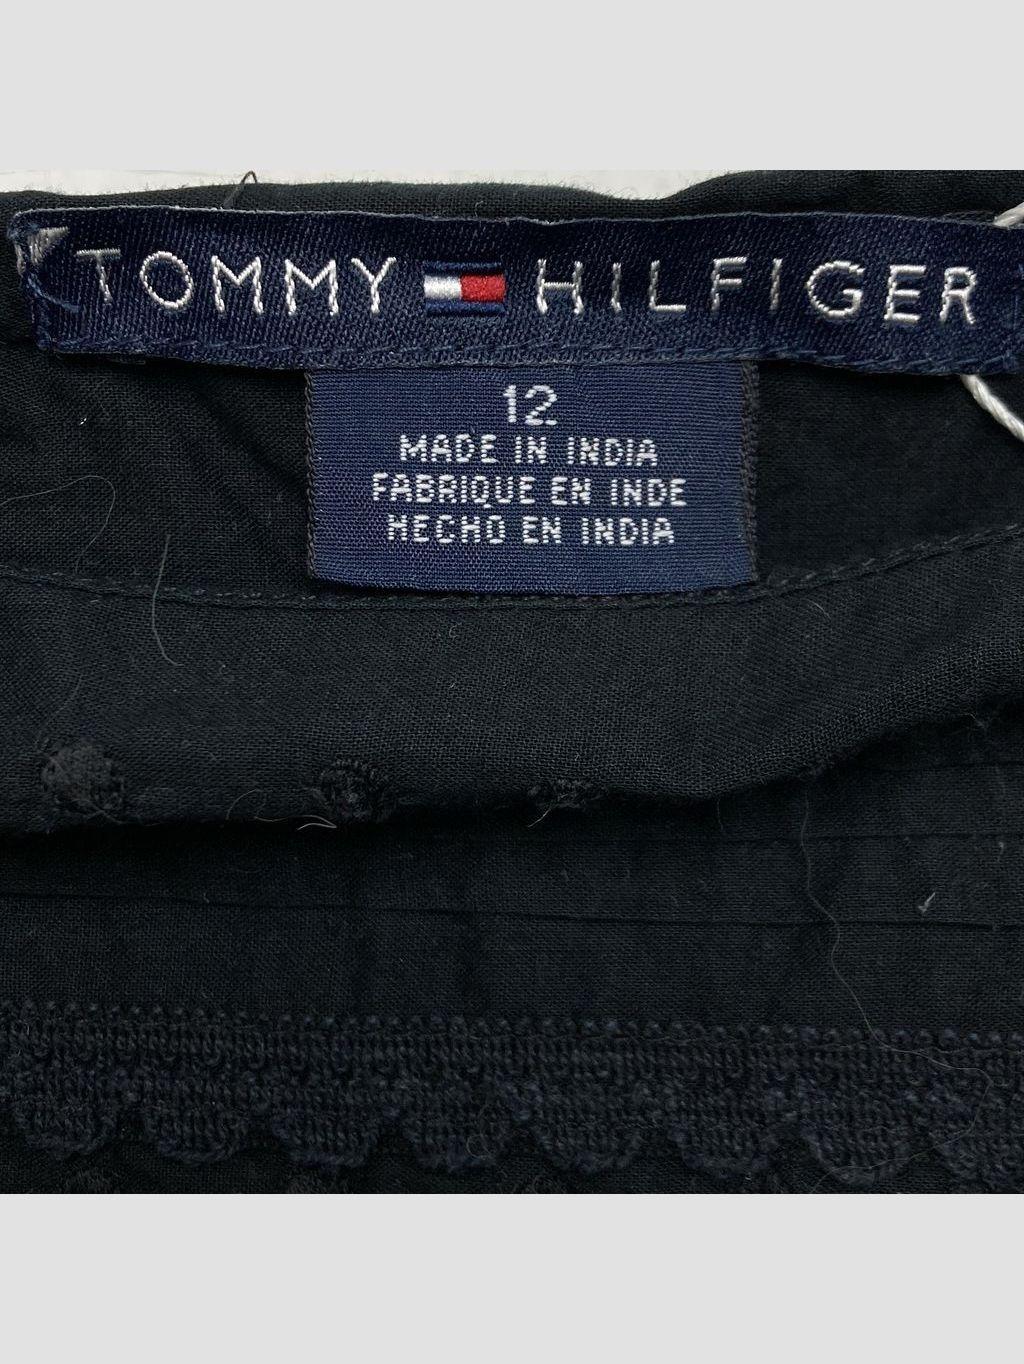 TOMMY HILFIGER
12
MADE IN INDIA
FABRIQUE EN INDE
HECHO EN INDIA